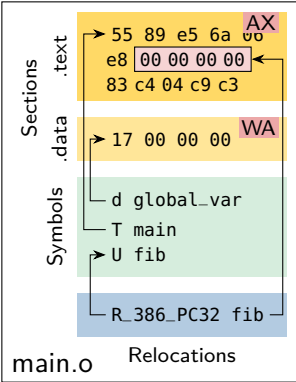 AX
Sections
.text
55 89 e5 6a 06
e8 00 00 00 00
83 c4 04 c9 c3
WA
.data
17 00 00 00
Symbols
d global_var
T main
U fib
R_386_PC32 fib
main.o
Relocations